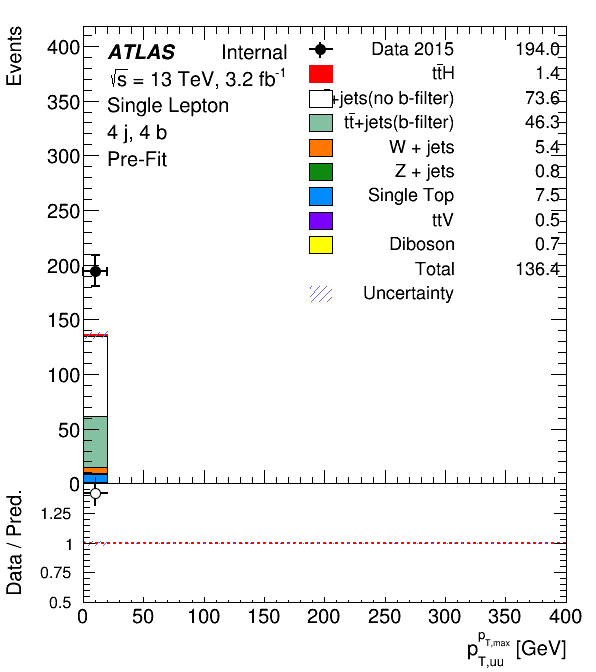 Events
400
350
300
250
200
150
100
50
0
ATLAS Internal
√s = 13 TeV, 3.2 fb⁻¹
Single Lepton
4 j, 4 b
Pre-Fit
Data 2015 194.0
tt̄H 1.4
+jets(no b-filter) 73.6
tt̄+jets(b-filter) 46.3
W + jets 5.4
Z + jets 0.8
Single Top 7.5
ttV 0.5
Diboson 0.7
Total 136.4
Uncertainty
Data / Pred.
1.25
1
0.75
0.5
0 50 100 150 200 250 300 350 400
p_{T,uu}^{p_{T,max}} [GeV]